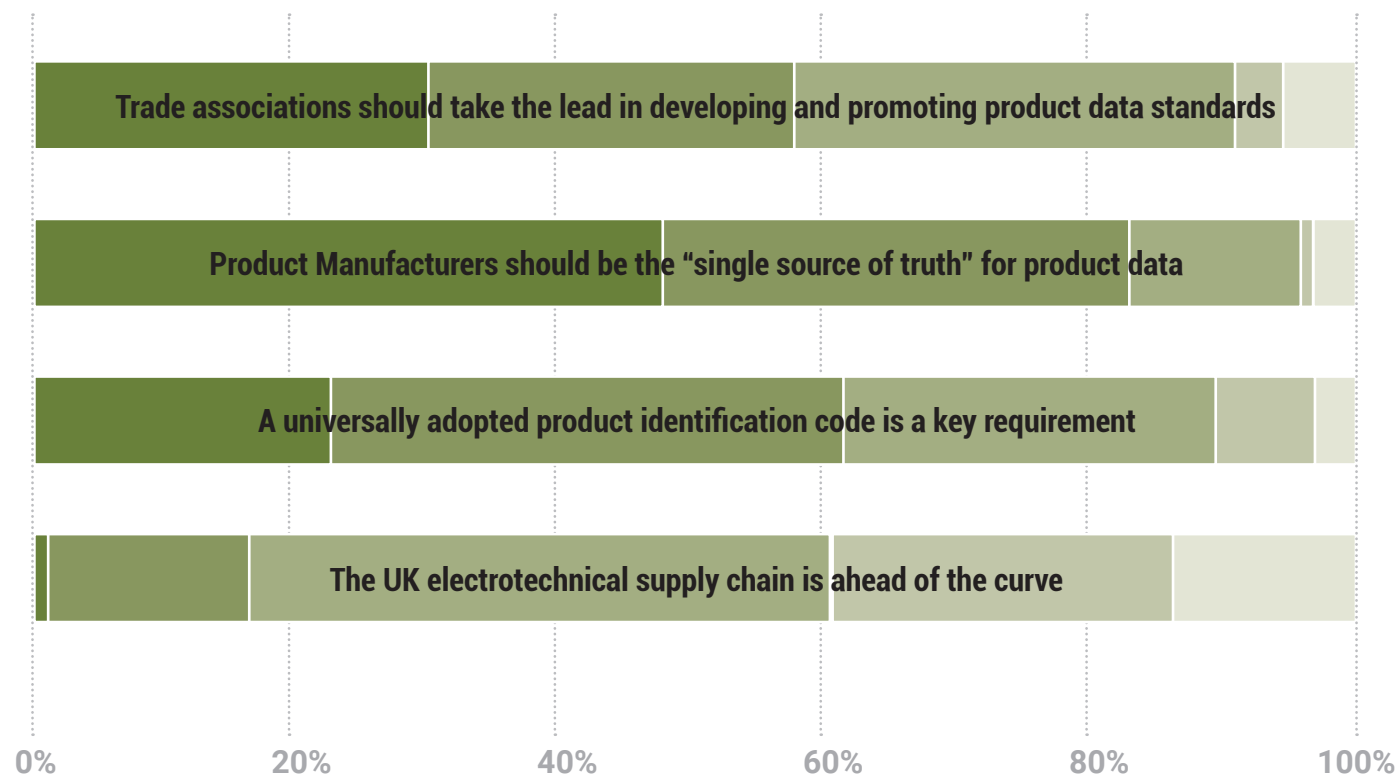 Trade associations should take the lead in developing and promoting product data standards
Product Manufacturers should be the “single source of truth” for product data
A universally adopted product identification code is a key requirement
The UK electrotechnical supply chain is ahead of the curve
0% 20% 40% 60% 80% 100%